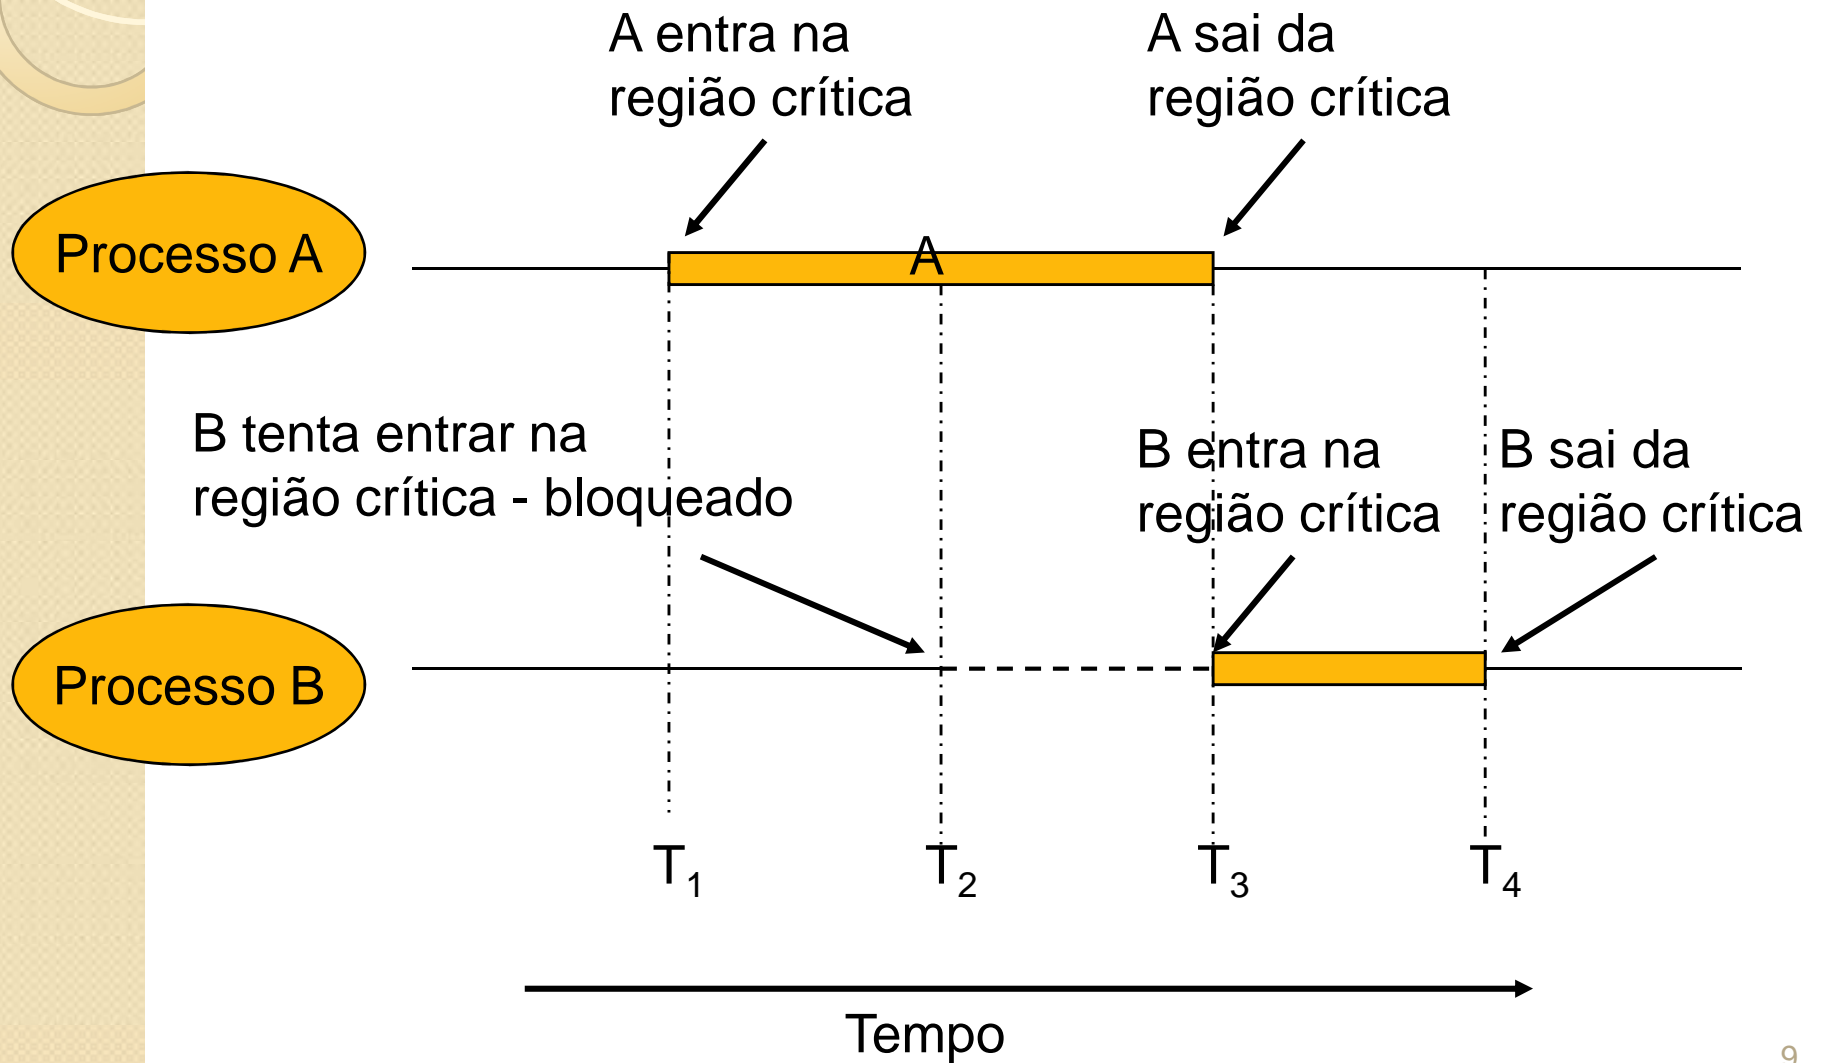 A entra na
região crítica
A sai da
região crítica
Processo A
A
B tenta entrar na
região crítica - bloqueado
B entra na
região crítica
B sai da
região crítica
Processo B
T1
T2
T3
T4
Tempo
9